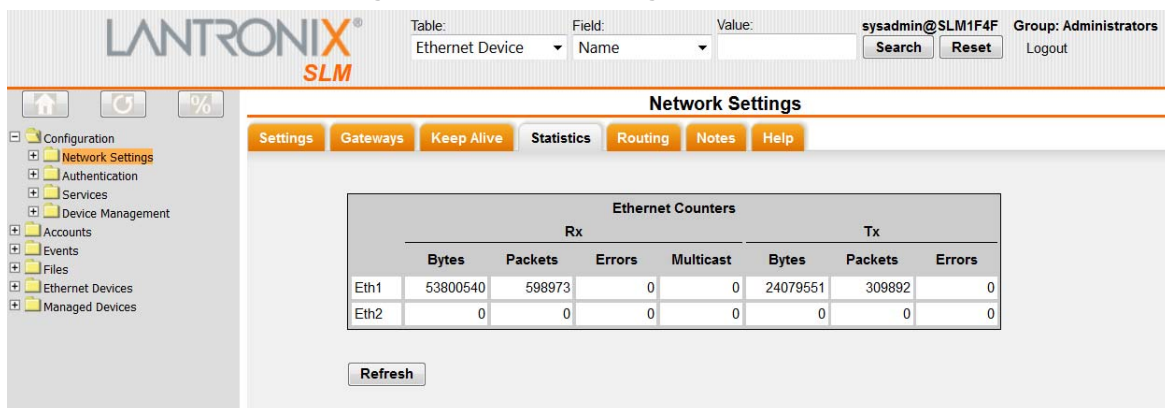 LANTRONIX®
SLM
Table: Field: Value:
Ethernet Device Name
sysadmin@SLM1F4F Group: Administrators
Search Reset Logout
%
Network Settings
Settings Gateways Keep Alive Statistics Routing Notes Help
Configuration
Network Settings
Authentication
Services
Device Management
Accounts
Events
Files
Ethernet Devices
Managed Devices
Ethernet Counters
Rx Tx
Bytes Packets Errors Multicast Bytes Packets Errors
Eth1 53800540 598973 0 0 24079551 309892 0
Eth2 0 0 0 0 0 0 0
Refresh